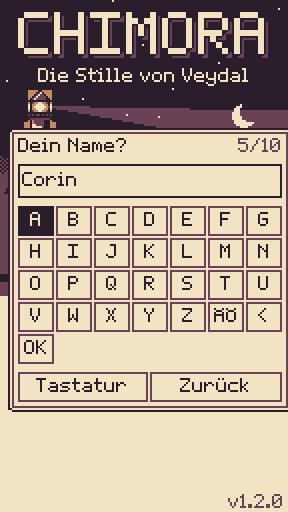 CHIMORA
Die Stille von Veydal
Dein Name? 5/10
Corin
A B C D E F G
H I J K L M N
O P Q R S T U
V W X Y Z ÄÖ <
OK
Tastatur Zurück
v1.2.0